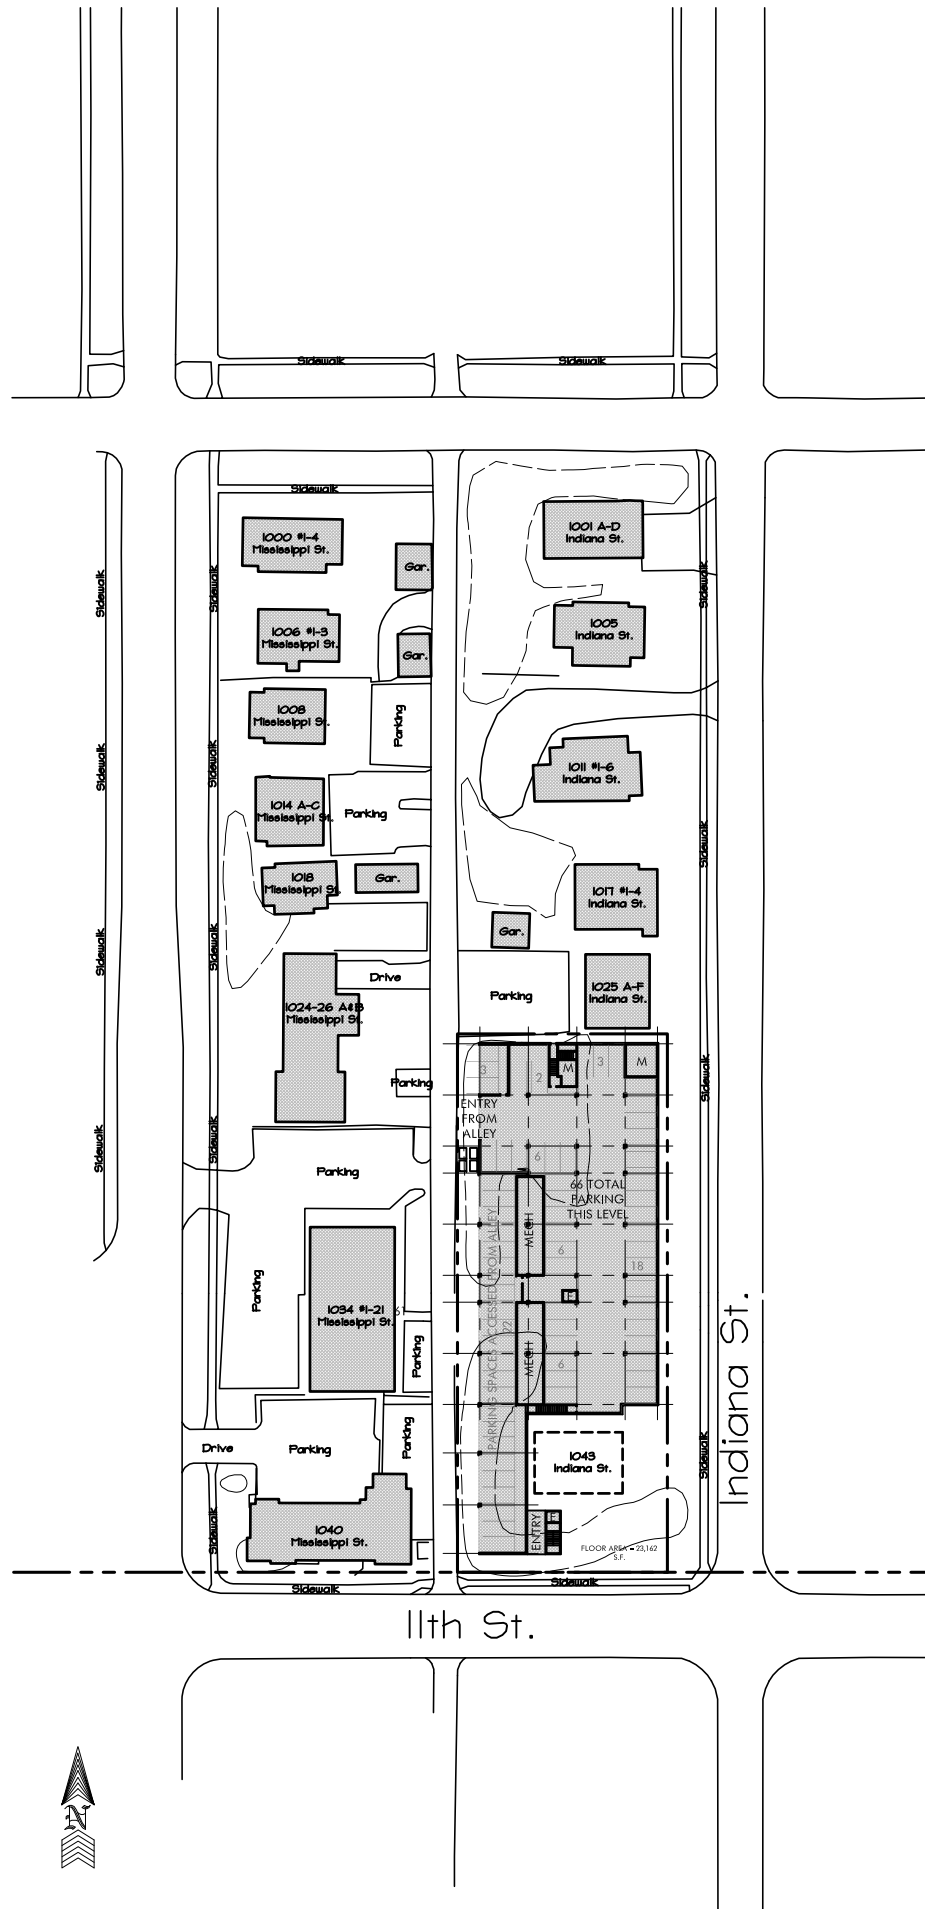 Sidewalk
Sidewalk
Sidewalk
1000 #1-4
Mississippi St.
Gar.
1001 A-D
Indiana St.
Sidewalk
Sidewalk
Sidewalk
1006 #1-3
Mississippi St.
Gar.
1005
Indiana St.
1008
Mississippi St.
Parking
Sidewalk
Sidewalk
1011 #1-6
Indiana St.
1014 A-C
Mississippi St.
Parking
Sidewalk
1018
Mississippi St.
Gar.
1017 #1-4
Indiana St.
Gar.
Sidewalk
Sidewalk
Drive
Parking
1025 A-F
Indiana St.
1024-26 A&B
Mississippi St.
Parking
3
2
M
3
M
Sidewalk
ENTRY
FROM
ALLEY
Sidewalk
Sidewalk
Parking
6
66 TOTAL
PARKING
THIS LEVEL
MECH
PARKING SPACES ACCESSED FROM ALLEY
22
6
18
Parking
1034 #1-21
Mississippi St.
61
E
Parking
MECH
6
Indiana St.
Drive
Parking
Parking
1043
Indiana St.
Sidewalk
Sidewalk
1040
Mississippi St.
ENTRY
E
FLOOR AREA = 23,162
S.F.
Sidewalk
Sidewalk
11th St.
N